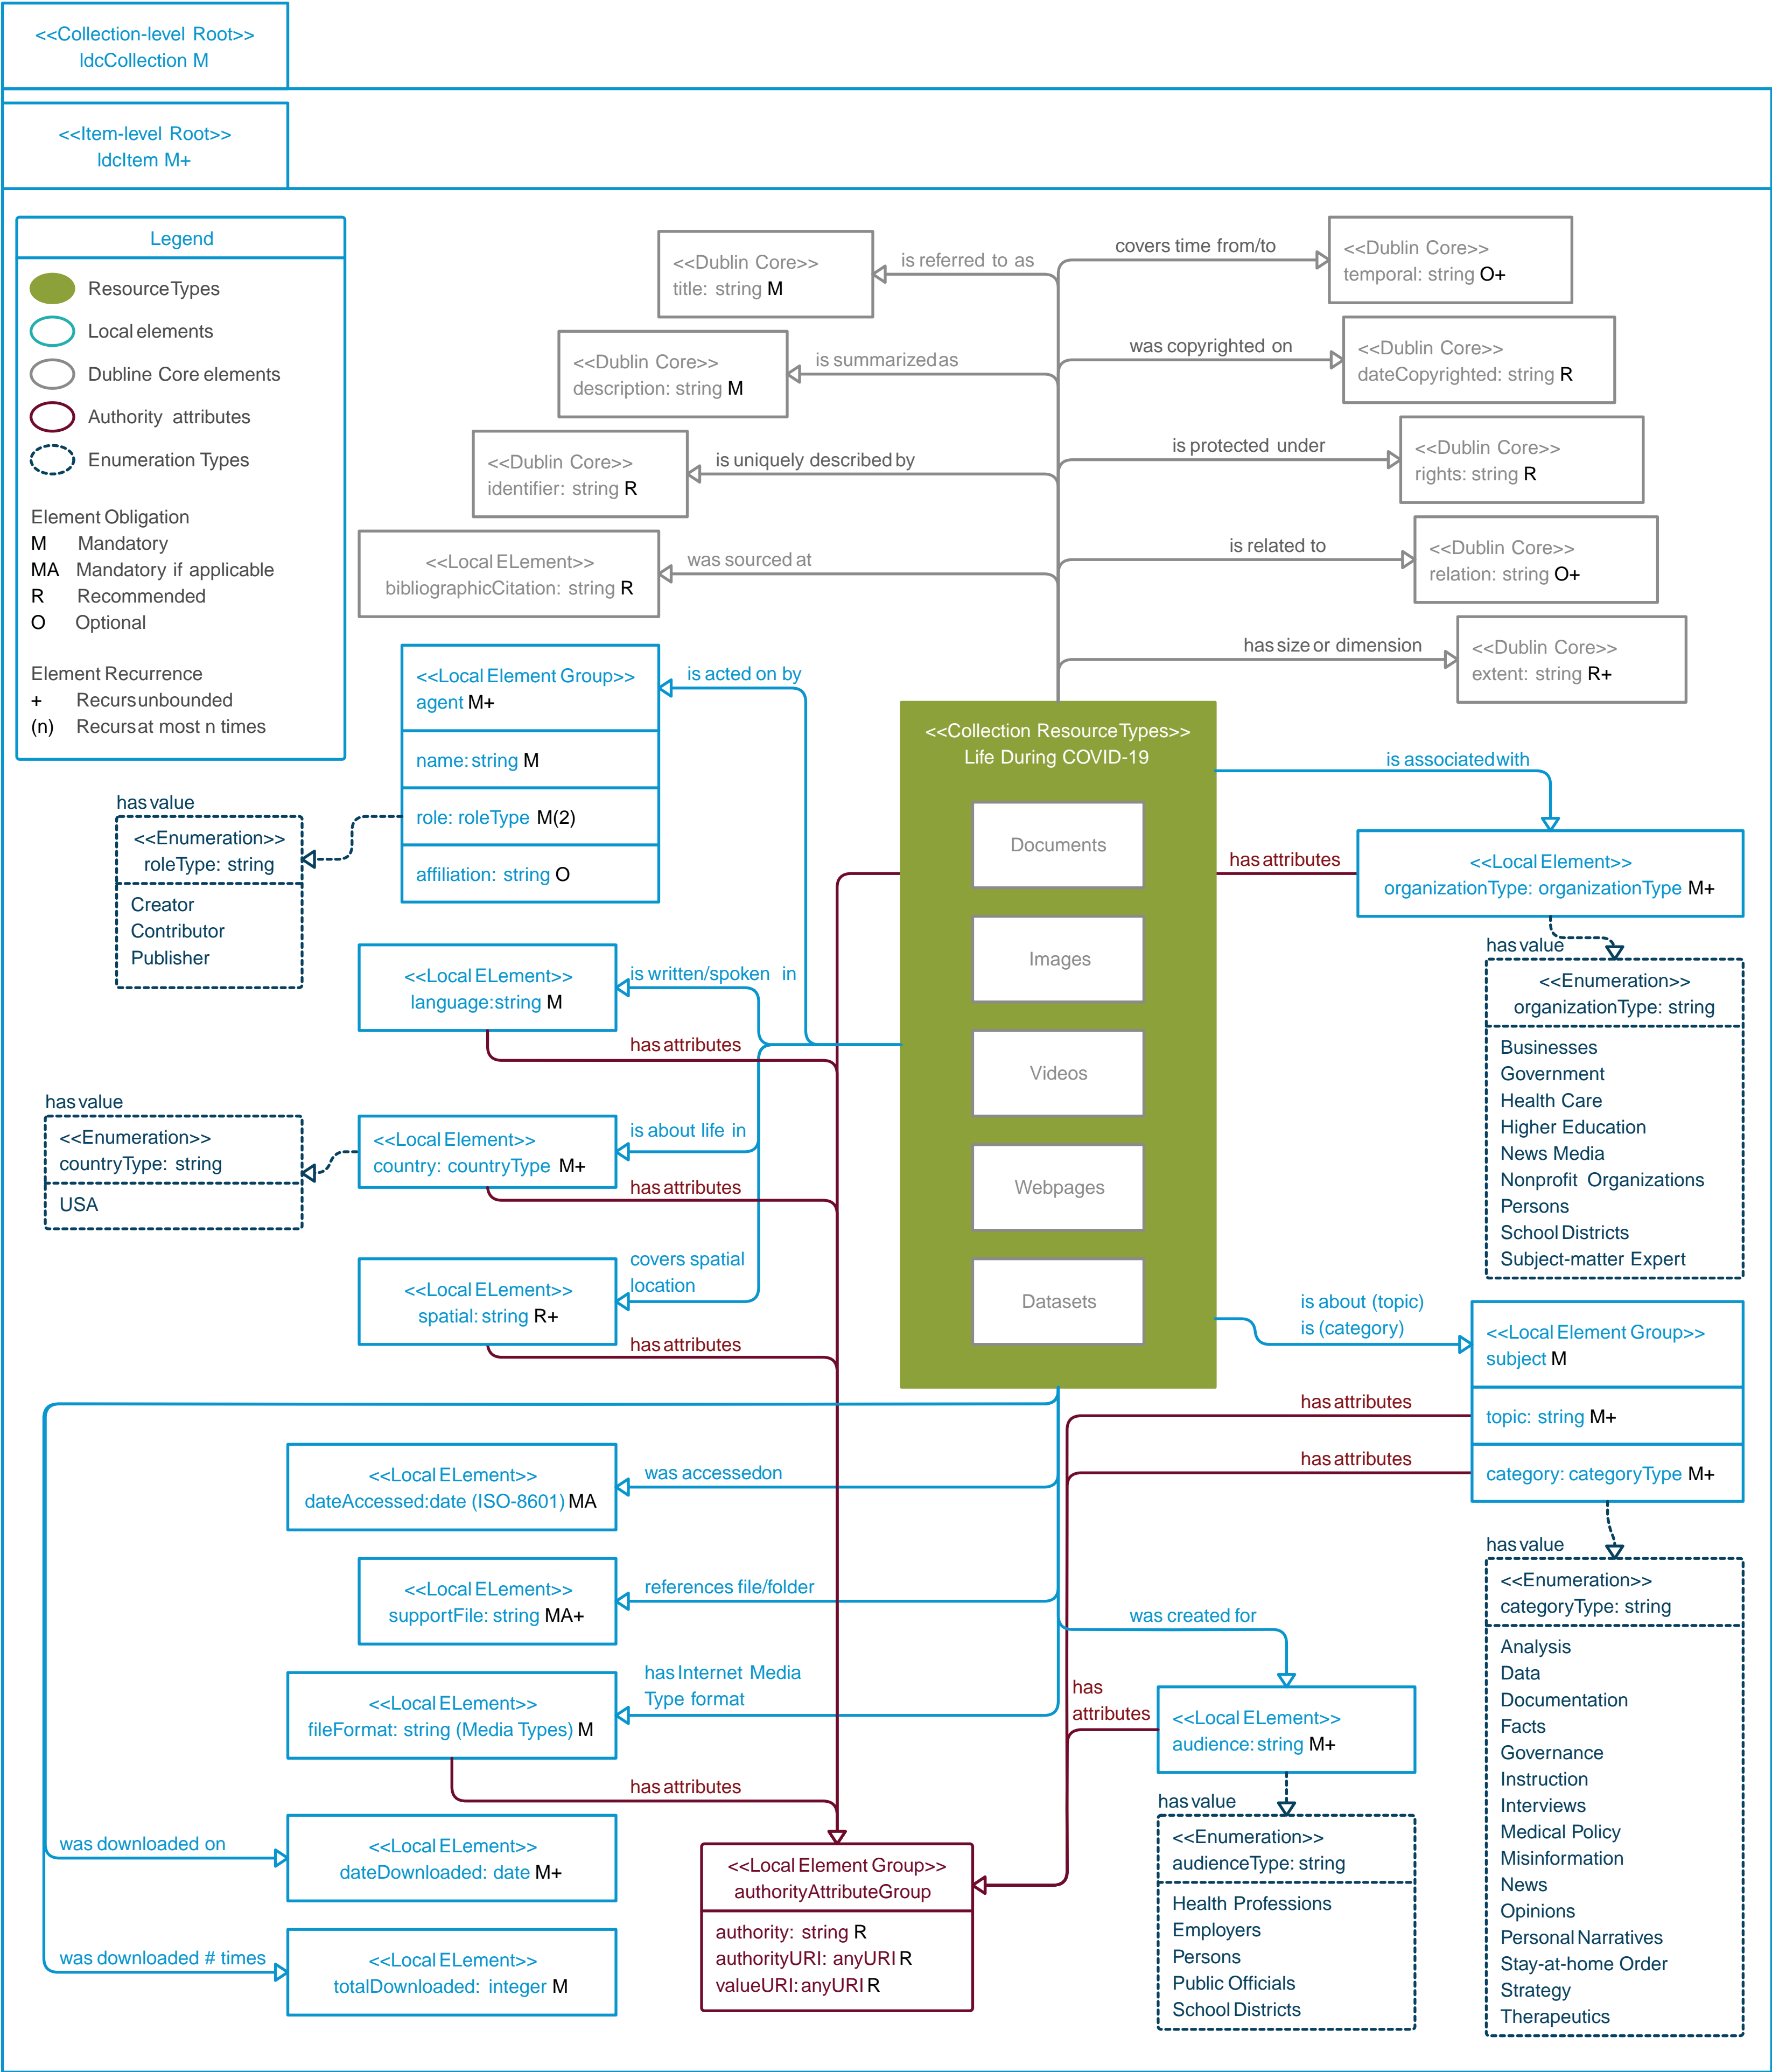 <<Collection-level Root>>
ldcCollection M
<<Item-level Root>>
ldcItem M+
Legend
ResourceTypes
Local elements
Dubline Core elements
Authority attributes
Enumeration Types
Element Obligation
M Mandatory
MA Mandatory if applicable
R Recommended
O Optional
Element Recurrence
+ Recurs unbounded
(n) Recurs at most n times
<<Dublin Core>>
title: string M
is referred to as
covers time from/to
<<Dublin Core>>
temporal: string O+
<<Dublin Core>>
description: string M
is summarized as
was copyrighted on
<<Dublin Core>>
dateCopyrighted: string R
<<Dublin Core>>
identifier: string R
is uniquely described by
is protected under
<<Dublin Core>>
rights: string R
<<Local ELement>>
bibliographicCitation: string R
was sourced at
is related to
<<Dublin Core>>
relation: string O+
has size or dimension
<<Dublin Core>>
extent: string R+
<<Local Element Group>>
agent M+
name: string M
role: roleType M(2)
affiliation: string O
is acted on by
has value
<<Enumeration>>
roleType: string
Creator
Contributor
Publisher
<<Collection ResourceTypes>>
Life During COVID-19
Documents
Images
Videos
Webpages
Datasets
is associated with
has attributes
<<Local Element>>
organizationType: organizationType M+
has value
<<Enumeration>>
organizationType: string
Businesses
Government
Health Care
Higher Education
News Media
Nonprofit Organizations
Persons
School Districts
Subject-matter Expert
<<Local ELement>>
language:string M
is written/spoken in
has attributes
has value
<<Enumeration>>
countryType: string
USA
<<Local Element>>
country: countryType M+
is about life in
has attributes
<<Local ELement>>
spatial: string R+
covers spatial
location
has attributes
is about (topic)
is (category)
<<Local Element Group>>
subject M
topic: string M+
category: categoryType M+
has attributes
has attributes
has value
<<Enumeration>>
categoryType: string
Analysis
Data
Documentation
Facts
Governance
Instruction
Interviews
Medical Policy
Misinformation
News
Opinions
Personal Narratives
Stay-at-home Order
Strategy
Therapeutics
<<Local ELement>>
dateAccessed:date (ISO-8601) MA
was accessedon
<<Local ELement>>
supportFile: string MA+
references file/folder
<<Local ELement>>
fileFormat: string (Media Types) M
has Internet Media
Type format
has attributes
was created for
has
attributes
<<Local ELement>>
audience: string M+
has value
<<Enumeration>>
audienceType: string
Health Professions
Employers
Persons
Public Officials
School Districts
was downloaded on
<<Local ELement>>
dateDownloaded: date M+
was downloaded # times
<<Local ELement>>
totalDownloaded: integer M
<<Local Element Group>>
authorityAttributeGroup
authority: string R
authorityURI: anyURI R
valueURI: anyURI R